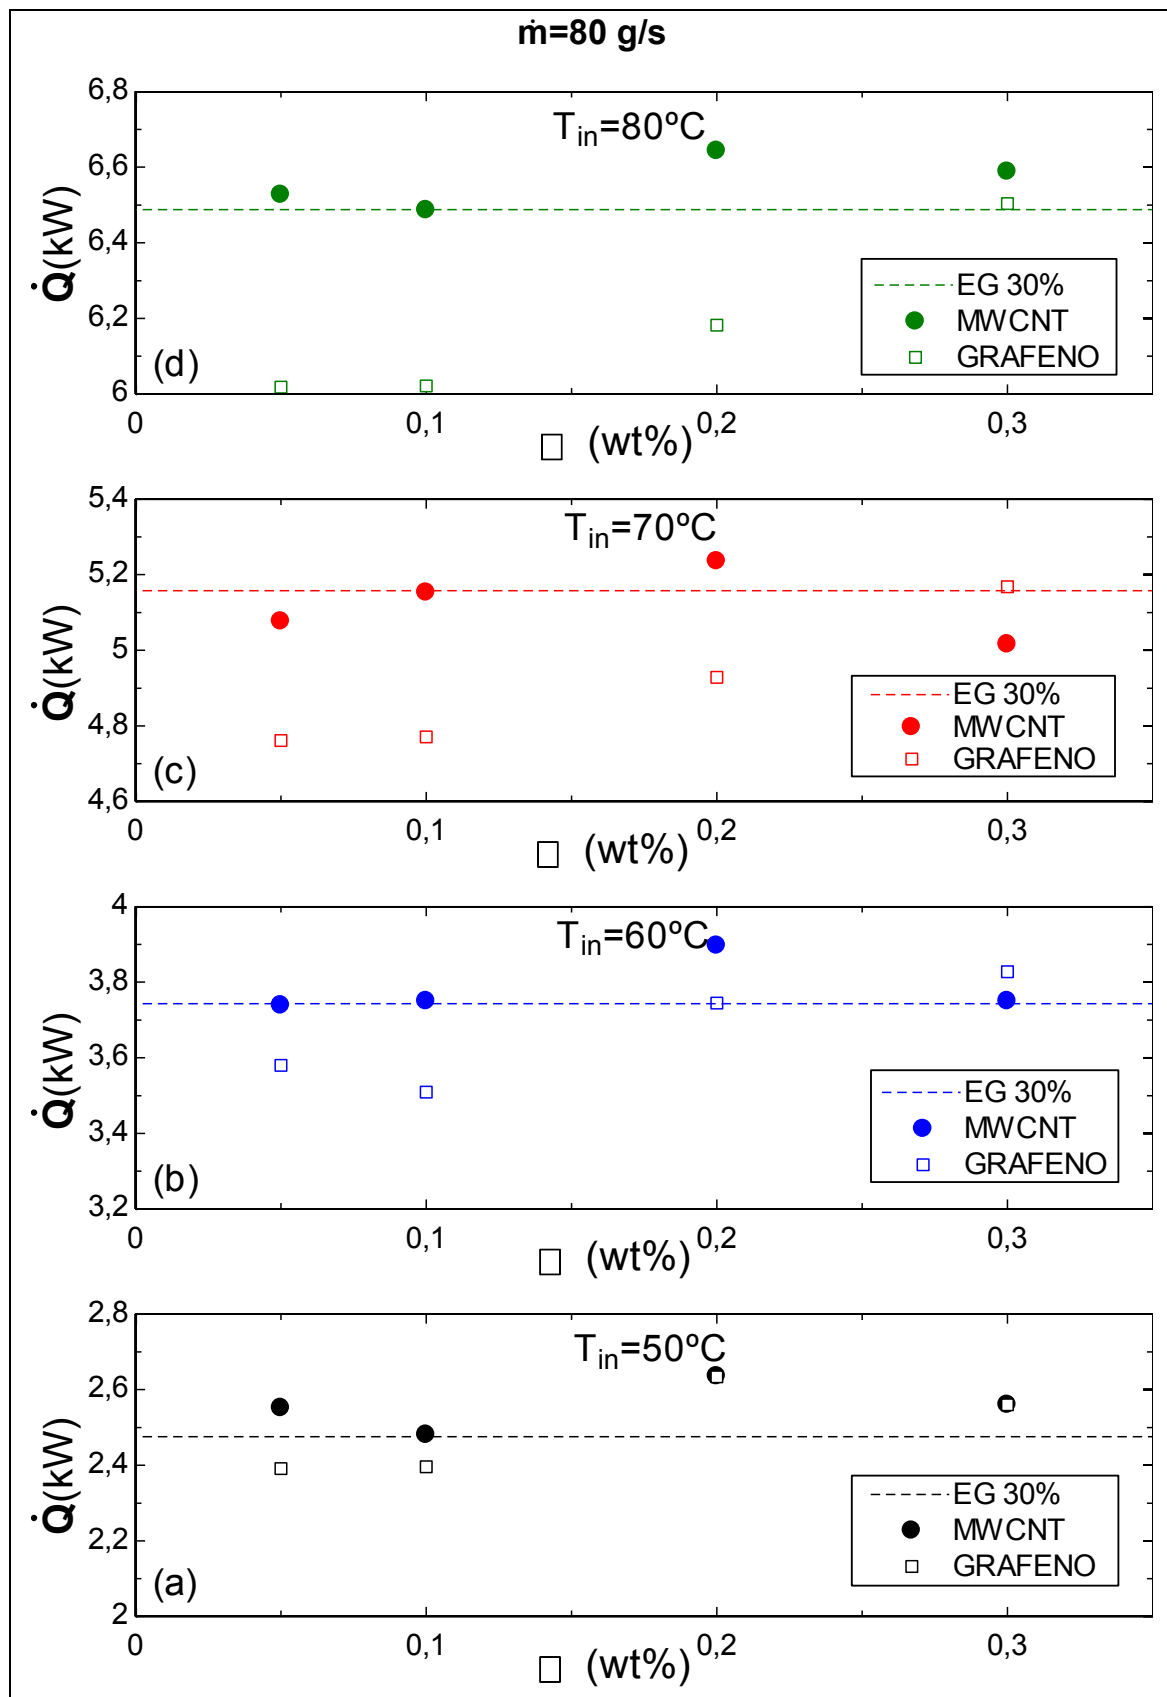 ṁ=80 g/s
6,8
6,6
6,4
6,2
6
Q̇(kW)
T_in=80ºC
EG 30%
MWCNT
GRAFENO
(d)
0
0,1
0,2
0,3
□ (wt%)
5,4
5,2
5
4,8
4,6
Q̇(kW)
T_in=70ºC
EG 30%
MWCNT
GRAFENO
(c)
0
0,1
0,2
0,3
□ (wt%)
4
3,8
3,6
3,4
3,2
Q̇(kW)
T_in=60ºC
EG 30%
MWCNT
GRAFENO
(b)
0
0,1
0,2
0,3
□ (wt%)
2,8
2,6
2,4
2,2
2
Q̇(kW)
T_in=50ºC
EG 30%
MWCNT
GRAFENO
(a)
0
0,1
0,2
0,3
□ (wt%)